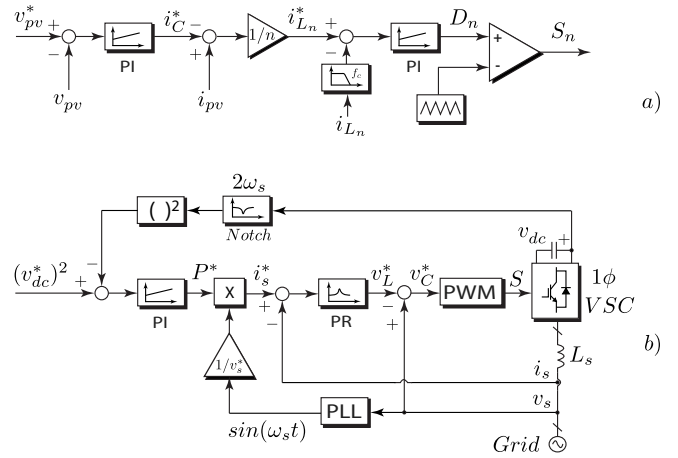 v*pv + − PI i*C − + 1/n i*Ln + − PI Dn + - Sn
fc
vpv ipv iLn a)
2ωs
( )² Notch
vdc +
(v*dc)² + − PI P* X i*s + − PR v*L − + v*C PWM S 1ϕ VSC
1/v*s
Ls b)
is
PLL vs
sin(ωst) Grid